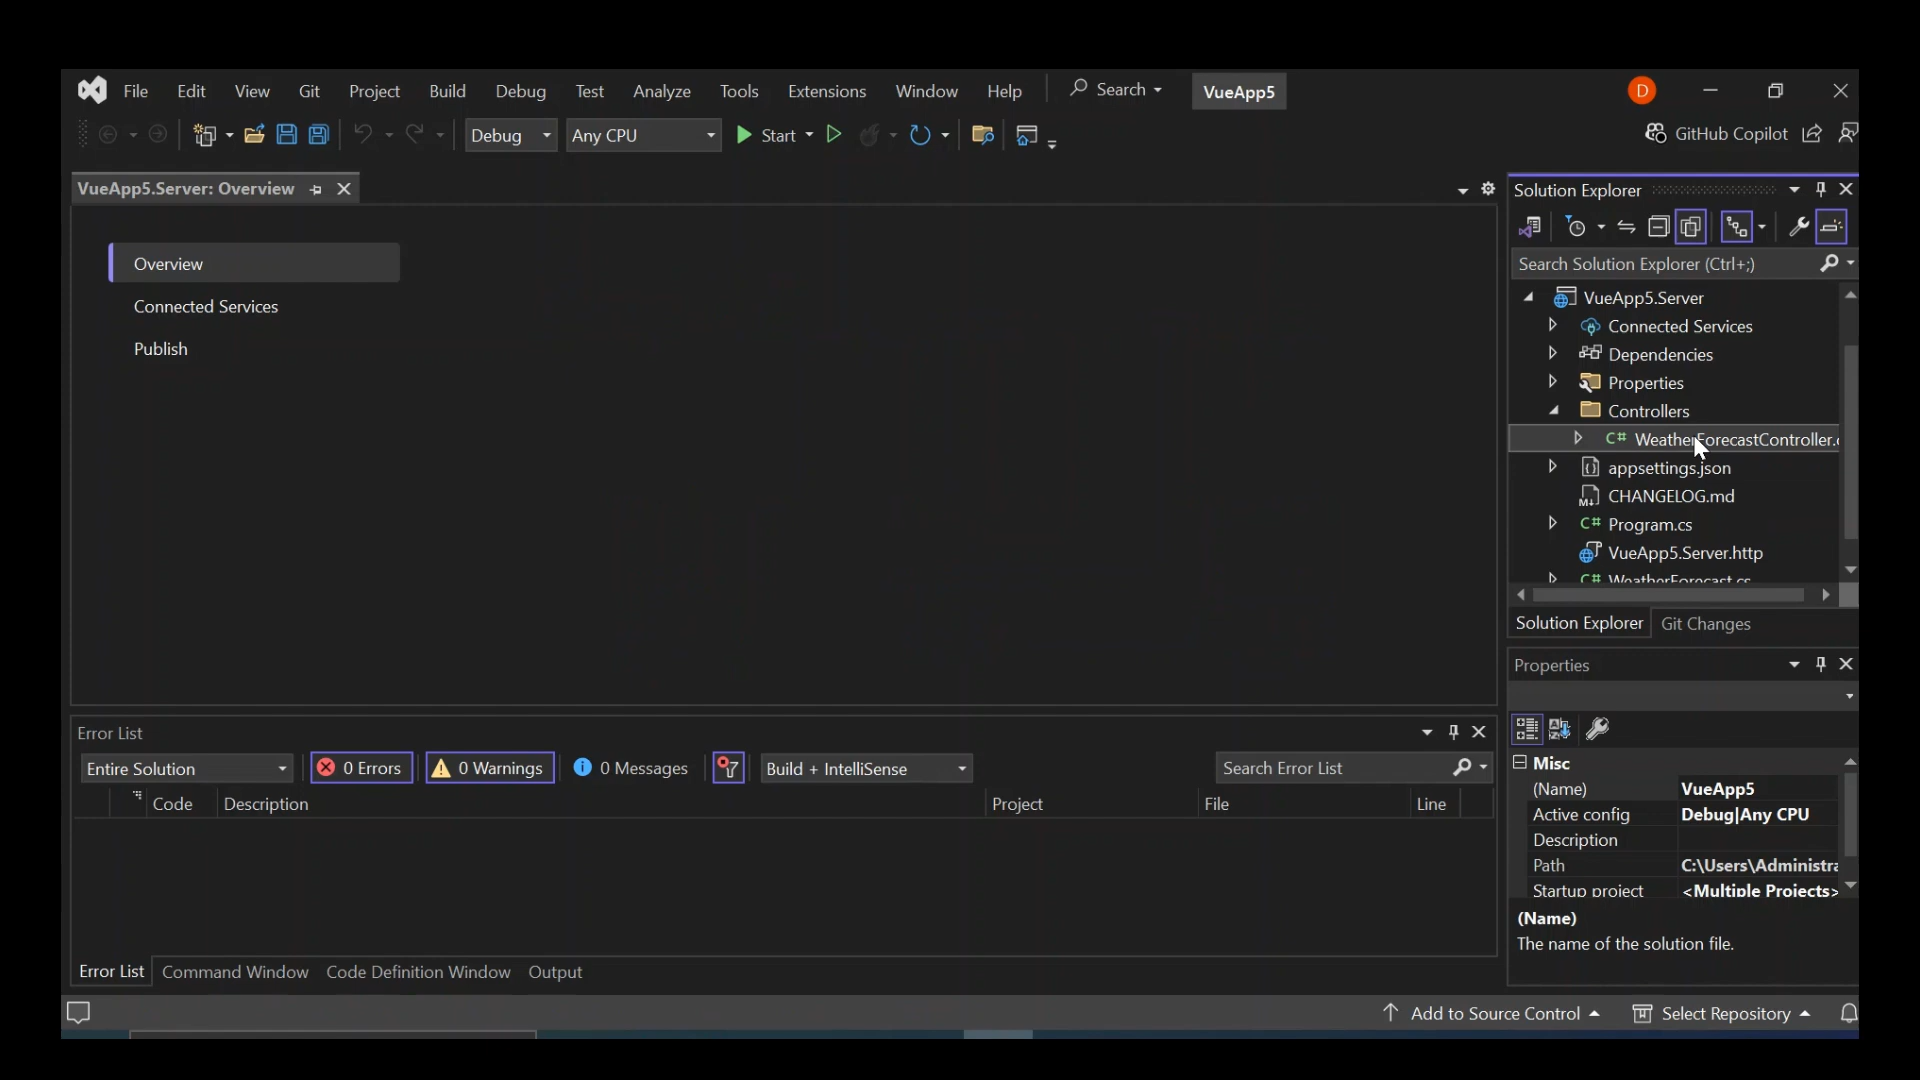 File Edit View Git Project Build Debug Test Analyze Tools Extensions Window Help Search VueApp5 D
Debug Any CPU Start GitHub Copilot
VueApp5.Server: Overview
Overview
Connected Services
Publish
Solution Explorer
Search Solution Explorer (Ctrl+;)
VueApp5.Server
Connected Services
Dependencies
Properties
Controllers
C# WeatherForecastController.c
appsettings.json
CHANGELOG.md
C# Program.cs
VueApp5.Server.http
C# WeatherForecast.cs
Solution Explorer Git Changes
Properties
Misc
(Name) VueApp5
Active config Debug|Any CPU
Description
Path C:\Users\Administra
Startup project <Multiple Projects>
(Name)
The name of the solution file.
Error List
Entire Solution 0 Errors 0 Warnings 0 Messages Build + IntelliSense Search Error List
Code Description Project File Line
Error List Command Window Code Definition Window Output
Add to Source Control Select Repository